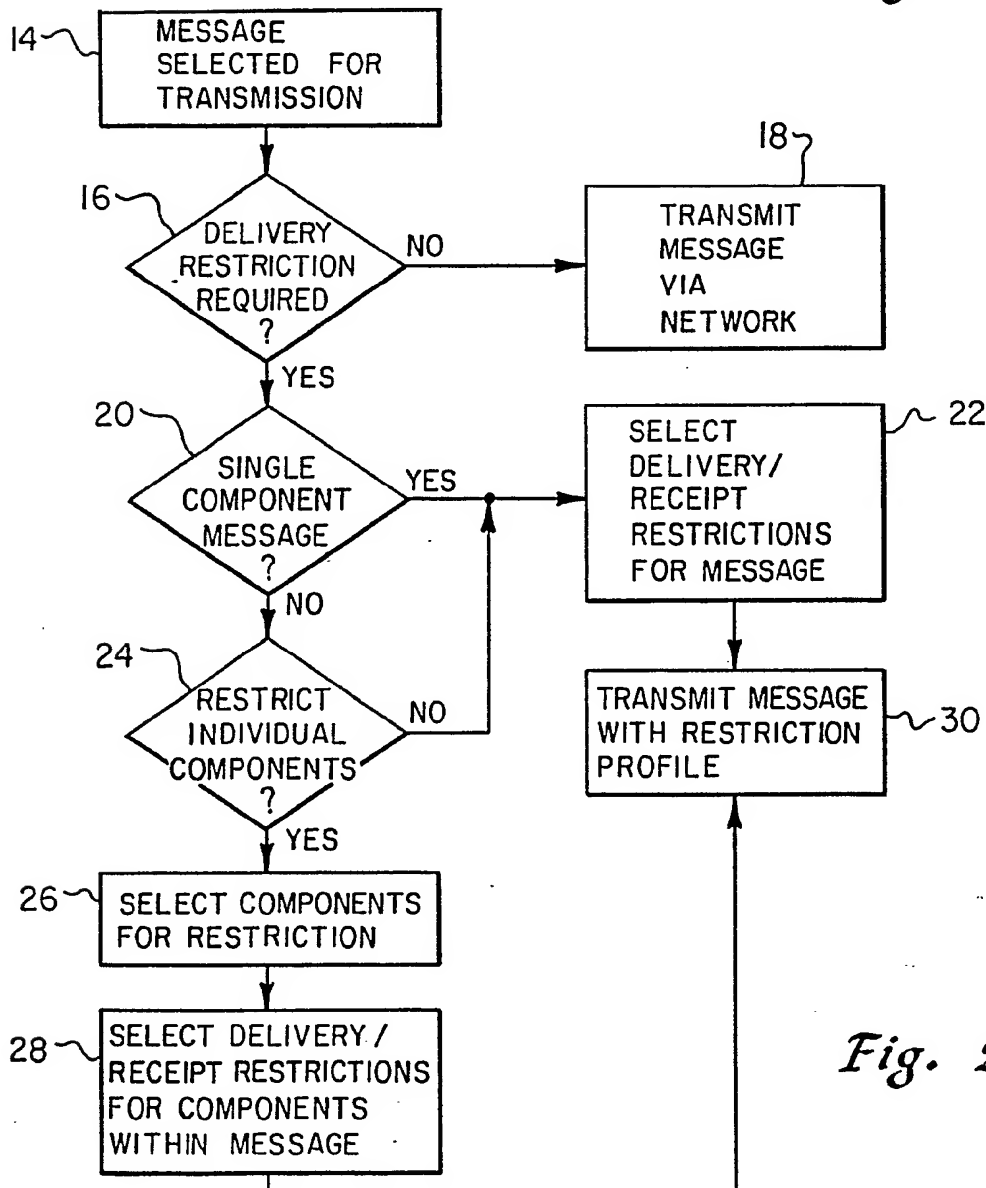 14
MESSAGE
SELECTED FOR
TRANSMISSION
16
DELIVERY
RESTRICTION
REQUIRED
?
NO
18
TRANSMIT
MESSAGE
VIA
NETWORK
YES
20
SINGLE
COMPONENT
MESSAGE
?
YES
22
SELECT
DELIVERY/
RECEIPT
RESTRICTIONS
FOR MESSAGE
NO
24
RESTRICT
INDIVIDUAL
COMPONENTS
?
NO
TRANSMIT MESSAGE
WITH RESTRICTION
PROFILE
30
YES
26
SELECT COMPONENTS
FOR RESTRICTION
28
SELECT DELIVERY/
RECEIPT RESTRICTIONS
FOR COMPONENTS
WITHIN MESSAGE
Fig.